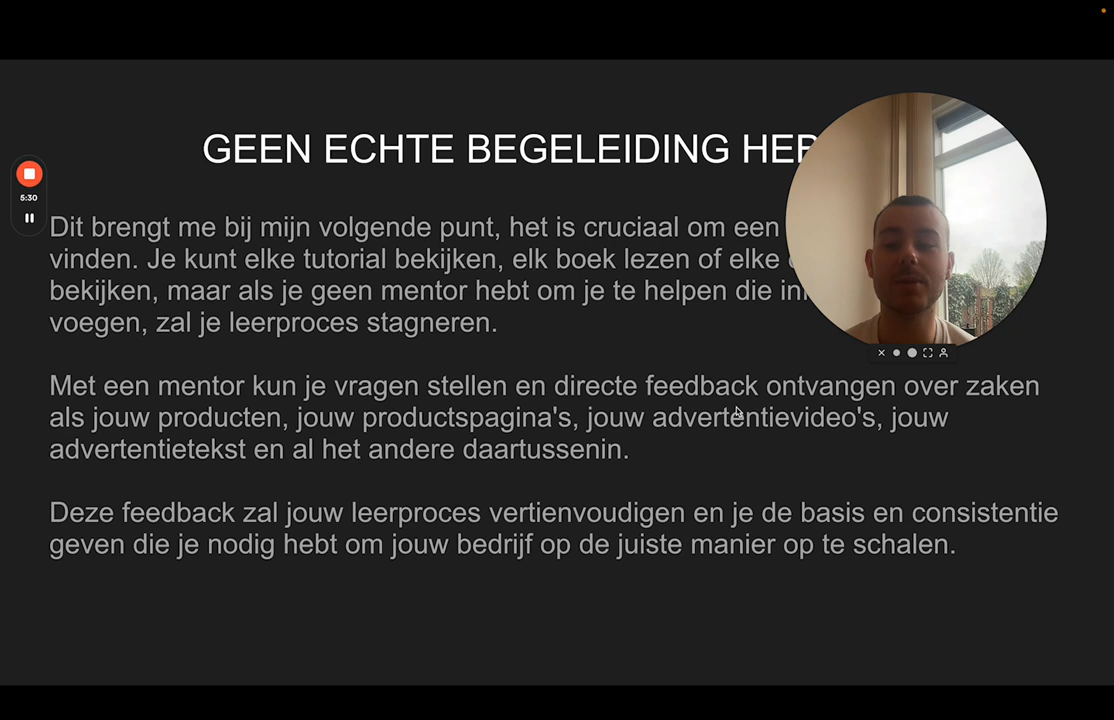 GEEN ECHTE BEGELEIDING
5:30
Dit brengt me bij mijn volgende punt, het is cruciaal om een
vinden. Je kunt elke tutorial bekijken, elk boek lezen of elke
bekijken, maar als je geen mentor hebt om je te helpen die
voegen, zal je leerproces stagneren.
Met een mentor kun je vragen stellen en directe feedback ontvangen over zaken
als jouw producten, jouw productspagina's, jouw advertentievideo's, jouw
advertentietekst en al het andere daartussenin.
Deze feedback zal jouw leerproces vertienvoudigen en je de basis en consistentie
geven die je nodig hebt om jouw bedrijf op de juiste manier op te schalen.